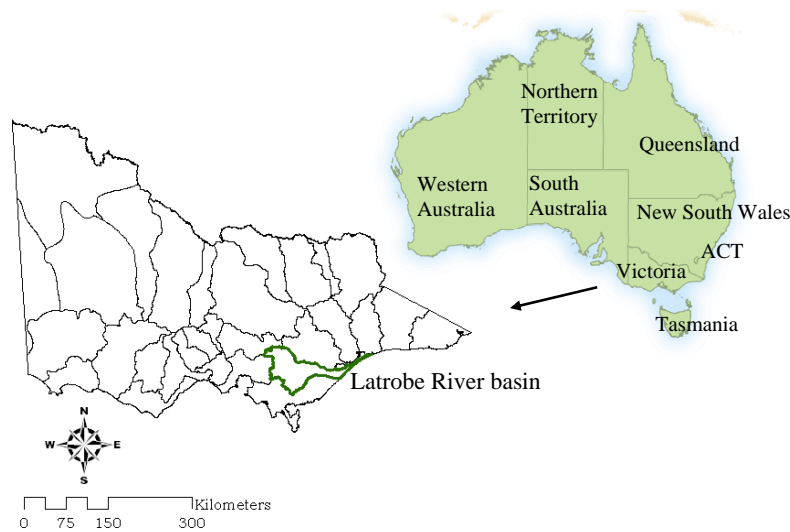 Northern
Territory
Queensland
Western
Australia
South
Australia
New South Wales
ACT
Victoria
Tasmania
Latrobe River basin
N
W E
S
Kilometers
0 75 150 300